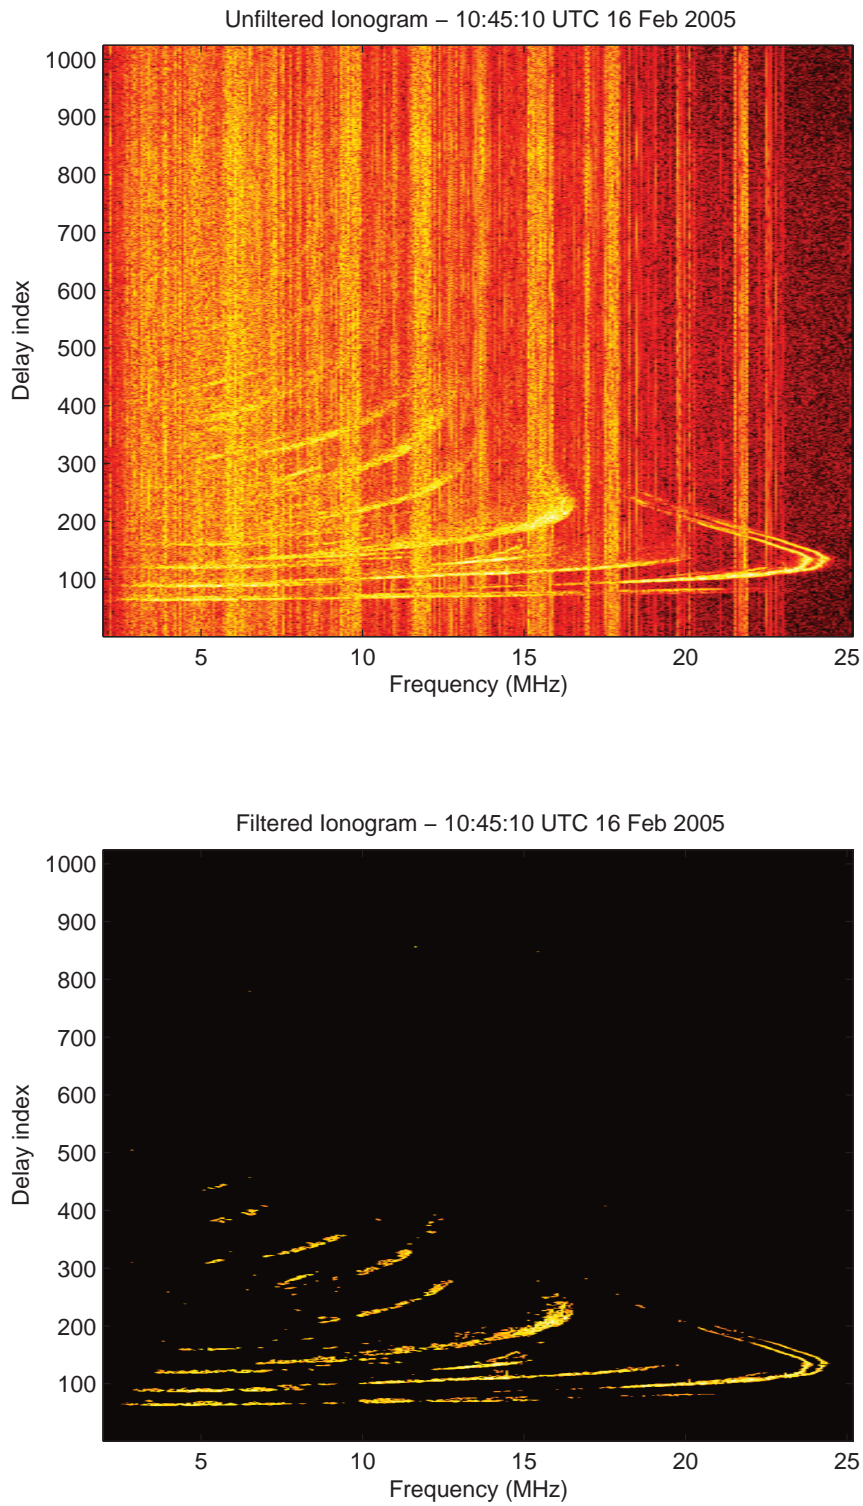 Unfiltered Ionogram – 10:45:10 UTC 16 Feb 2005
1000
900
800
700
600
500
400
300
200
100
Delay index
5 10 15 20 25
Frequency (MHz)
Filtered Ionogram – 10:45:10 UTC 16 Feb 2005
1000
900
800
700
600
500
400
300
200
100
Delay index
5 10 15 20 25
Frequency (MHz)